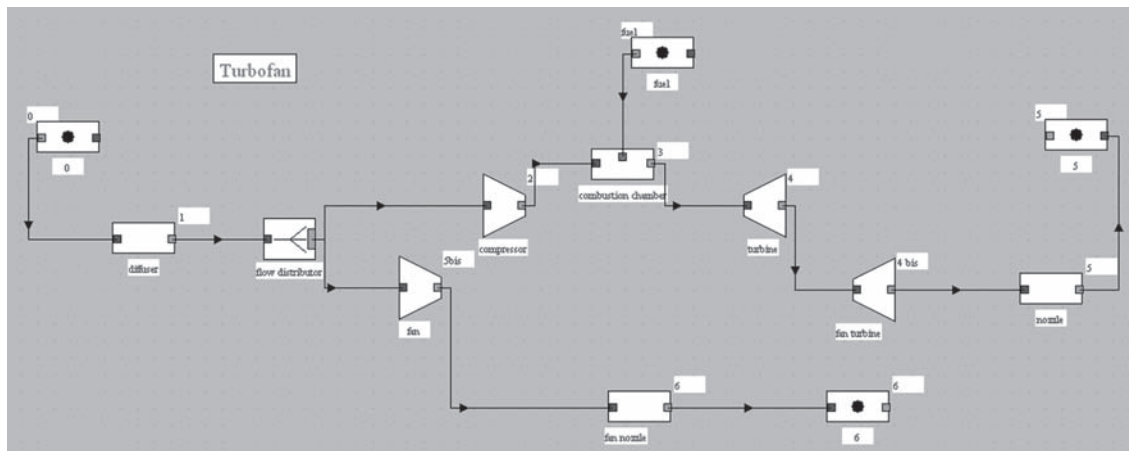 Turbofan
fuel
fuel
0
0
1
diffuser
flow distributor
2
compressor
3
combustion chamber
4
turbine
5bis
fan
4 bis
fan turbine
5
5
5
nozzle
6
fan nozzle
6
6